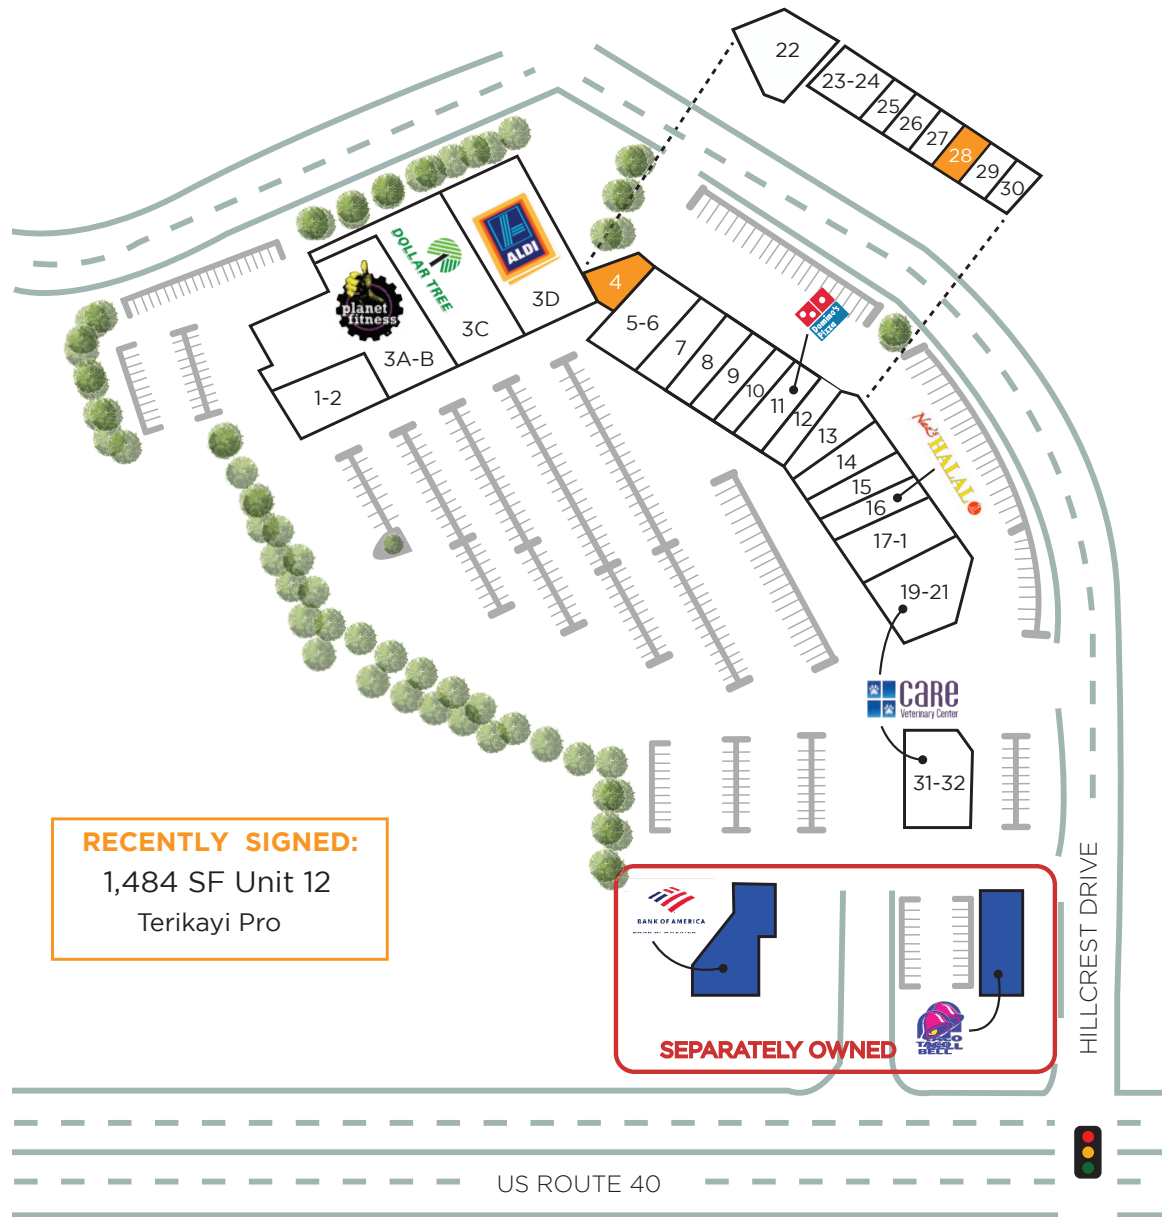 22
23-24
25
26
27
28
29
30
4
5-6
7
8
9
10
11
12
13
14
15
16
17-1
19-21
31-32
ALDI
3D
DOLLAR TREE
3C
planet
fitness
3A-B
1-2
Domino's
Pizza
Naz's
HALAL
CARE
Veterinary Center
RECENTLY SIGNED:
1,484 SF Unit 12
Terikayi Pro
BANK OF AMERICA
TACO
BELL
SEPARATELY OWNED
HILLCREST DRIVE
US ROUTE 40